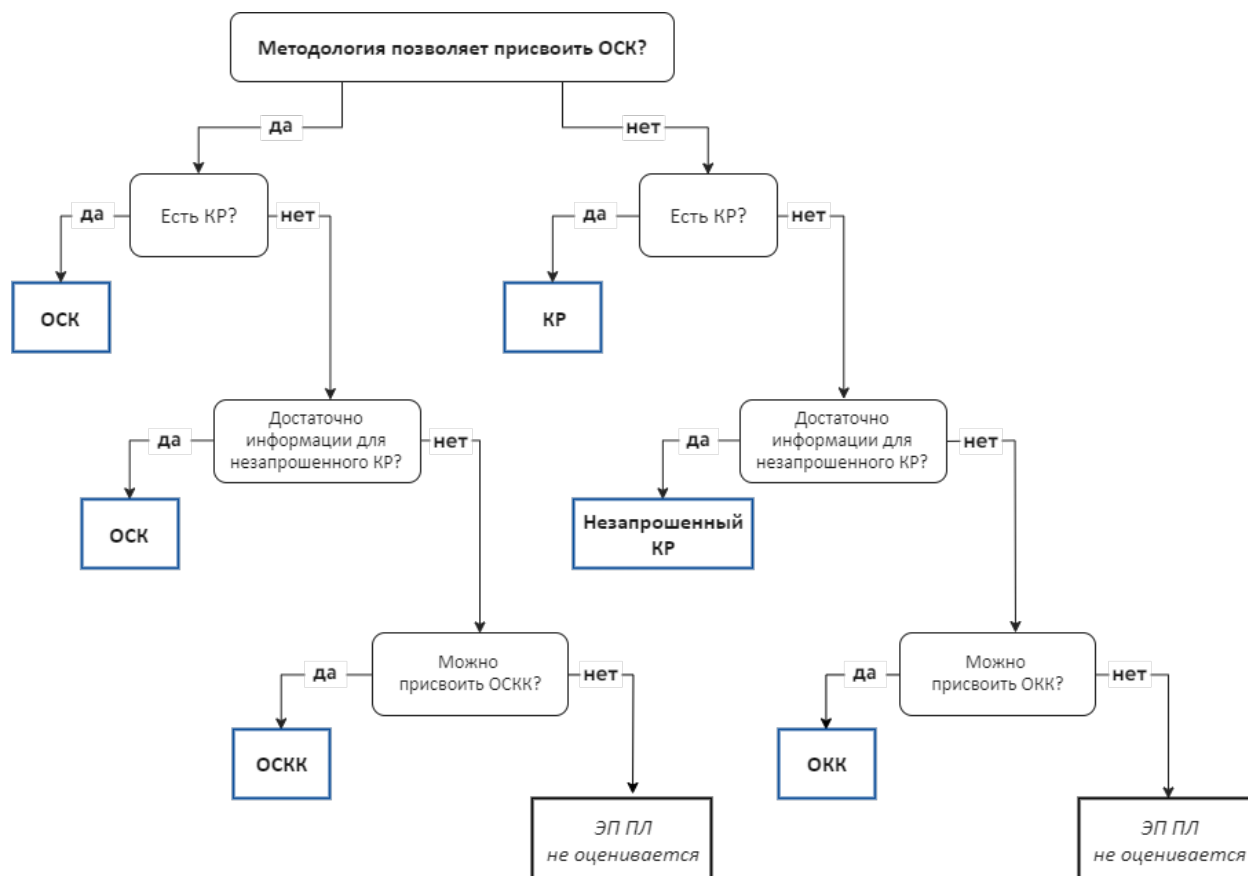 Методология позволяет присвоить ОСК?
да
нет
Есть КР?
Есть КР?
да
нет
да
нет
ОСК
КР
Достаточно
информации для
незапрошенного КР?
Достаточно
информации для
незапрошенного КР?
да
нет
да
нет
ОСК
Незапрошенный
КР
Можно
присвоить ОСКК?
Можно
присвоить ОКК?
да
нет
да
нет
ОСКК
ОКК
ЭП ПЛ
не оценивается
ЭП ПЛ
не оценивается